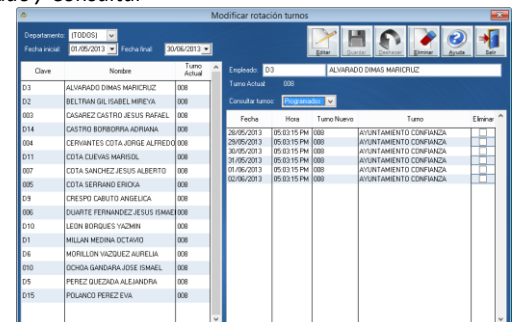 Modificar rotación turnos
Departamento: (TODOS)
Fecha inicial: 01/05/2013 Fecha final: 30/06/2013
Editar Guardar Deshacer Eliminar Ayuda Salir
Clave Nombre Turno Actual
D3 ALVARADO DIMAS MARICRUZ 008
D2 BELTRAN GIL ISABEL MIREYA 008
003 CASAREZ CASTRO JESUS RAFAEL 008
D14 CASTRO BORBORRA ADRIANA 008
004 CERVANTES COTA JORGE ALFREDO 008
D11 COTA CUEVAS MARISOL 008
007 COTA SANCHEZ JESUS ALBERTO 008
005 COTA SERRANO ERICKA 008
D9 CRESPO CABUTO ANGELICA 008
006 DUARTE FERNANDEZ JESUS ISMAEL 008
D10 LEON BORQUES YAZMIN 008
D1 MILLAN MEDINA OCTAVIO 008
D6 MORILLON VAZQUEZ AURELIA 008
010 OCHOA GANDARA JOSE ISMAEL 008
D5 PEREZ QUEZADA ALEJANDRA 008
D15 POLANCO PEREZ EVA 008
Empleado: D3 ALVARADO DIMAS MARICRUZ
Turno Actual: 008
Consultar turnos: Programados
Fecha Hora Turno Nuevo Turno Eliminar
28/05/2013 05:03:15 PM 008 AYUNTAMIENTO CONFIANZA
29/05/2013 05:03:15 PM 008 AYUNTAMIENTO CONFIANZA
30/05/2013 05:03:15 PM 008 AYUNTAMIENTO CONFIANZA
31/05/2013 05:03:15 PM 008 AYUNTAMIENTO CONFIANZA
01/06/2013 05:03:15 PM 008 AYUNTAMIENTO CONFIANZA
02/06/2013 05:03:15 PM 008 AYUNTAMIENTO CONFIANZA